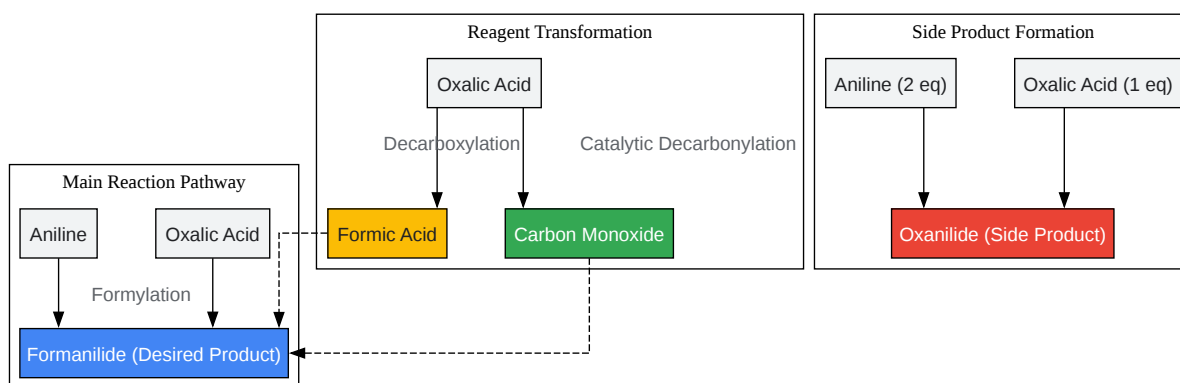 Reagent Transformation
Side Product Formation
Oxalic Acid
Aniline (2 eq)
Oxalic Acid (1 eq)
Decarboxylation
Catalytic Decarbonylation
Main Reaction Pathway
Aniline
Oxalic Acid
Formic Acid
Carbon Monoxide
Oxanilide (Side Product)
Formylation
Formanilide (Desired Product)